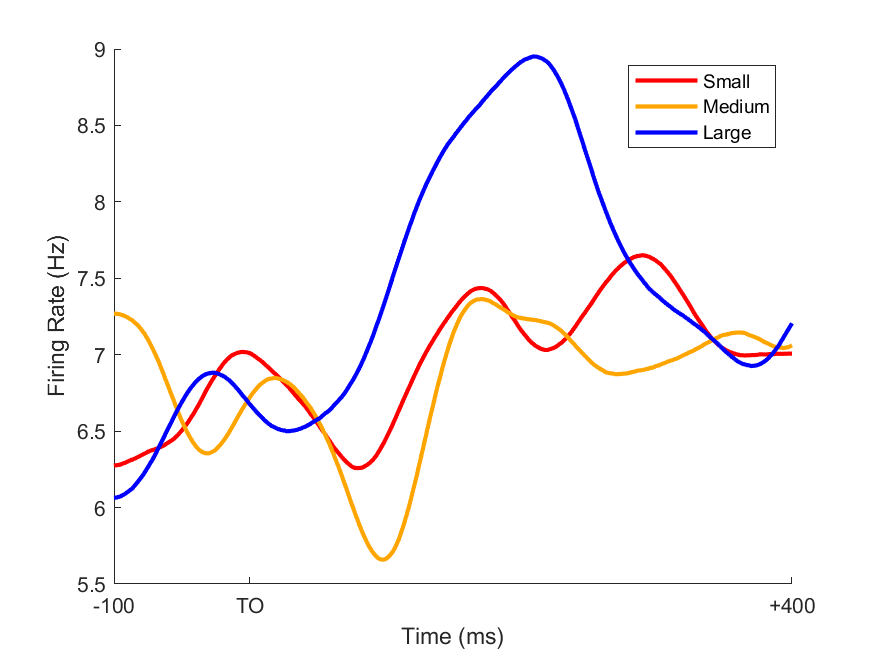 9
8.5
8
7.5
7
6.5
6
5.5
Firing Rate (Hz)
Small
Medium
Large
-100
TO
+400
Time (ms)